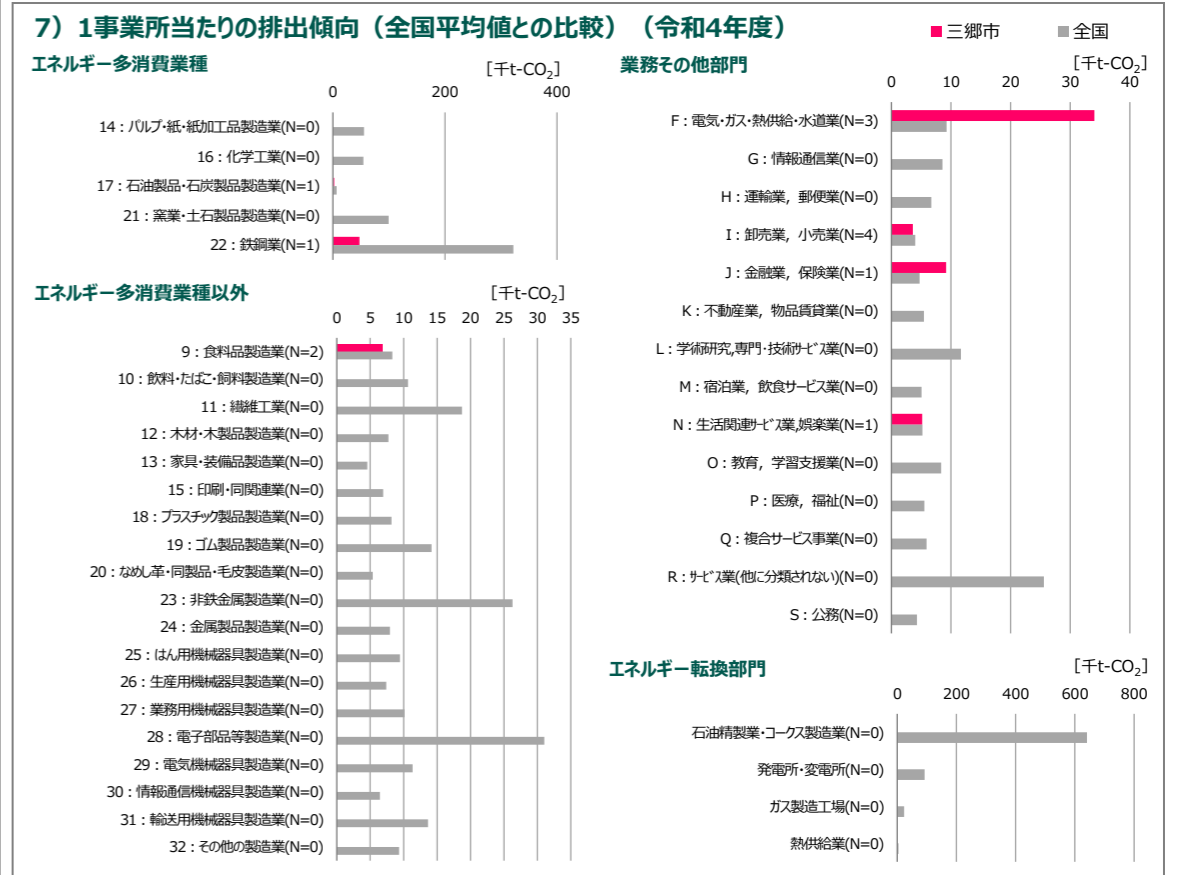 7）1事業所当たりの排出傾向（全国平均値との比較）（令和4年度）
■三郷市 ■全国
エネルギー多消費業種
[千t-CO2]
0 200 400
14：パルプ・紙・紙加工品製造業(N=0)
16：化学工業(N=0)
17：石油製品・石炭製品製造業(N=1)
21：窯業・土石製品製造業(N=0)
22：鉄鋼業(N=1)
エネルギー多消費業種以外
[千t-CO2]
0 5 10 15 20 25 30 35
9：食料品製造業(N=2)
10：飲料・たばこ・飼料製造業(N=0)
11：繊維工業(N=0)
12：木材・木製品製造業(N=0)
13：家具・装備品製造業(N=0)
15：印刷・同関連業(N=0)
18：プラスチック製品製造業(N=0)
19：ゴム製品製造業(N=0)
20：なめし革・同製品・毛皮製造業(N=0)
23：非鉄金属製造業(N=0)
24：金属製品製造業(N=0)
25：はん用機械器具製造業(N=0)
26：生産用機械器具製造業(N=0)
27：業務用機械器具製造業(N=0)
28：電子部品等製造業(N=0)
29：電気機械器具製造業(N=0)
30：情報通信機械器具製造業(N=0)
31：輸送用機械器具製造業(N=0)
32：その他の製造業(N=0)
業務その他部門
[千t-CO2]
0 10 20 30 40
F：電気・ガス・熱供給・水道業(N=3)
G：情報通信業(N=0)
H：運輸業，郵便業(N=0)
I：卸売業，小売業(N=4)
J：金融業，保険業(N=1)
K：不動産業，物品賃貸業(N=0)
L：学術研究,専門・技術ｻｰﾋﾞｽ業(N=0)
M：宿泊業，飲食サービス業(N=0)
N：生活関連ｻｰﾋﾞｽ業,娯楽業(N=1)
O：教育，学習支援業(N=0)
P：医療，福祉(N=0)
Q：複合サービス事業(N=0)
R：ｻｰﾋﾞｽ業(他に分類されない)(N=0)
S：公務(N=0)
エネルギー転換部門
[千t-CO2]
0 200 400 600 800
石油精製業・コークス製造業(N=0)
発電所・変電所(N=0)
ガス製造工場(N=0)
熱供給業(N=0)